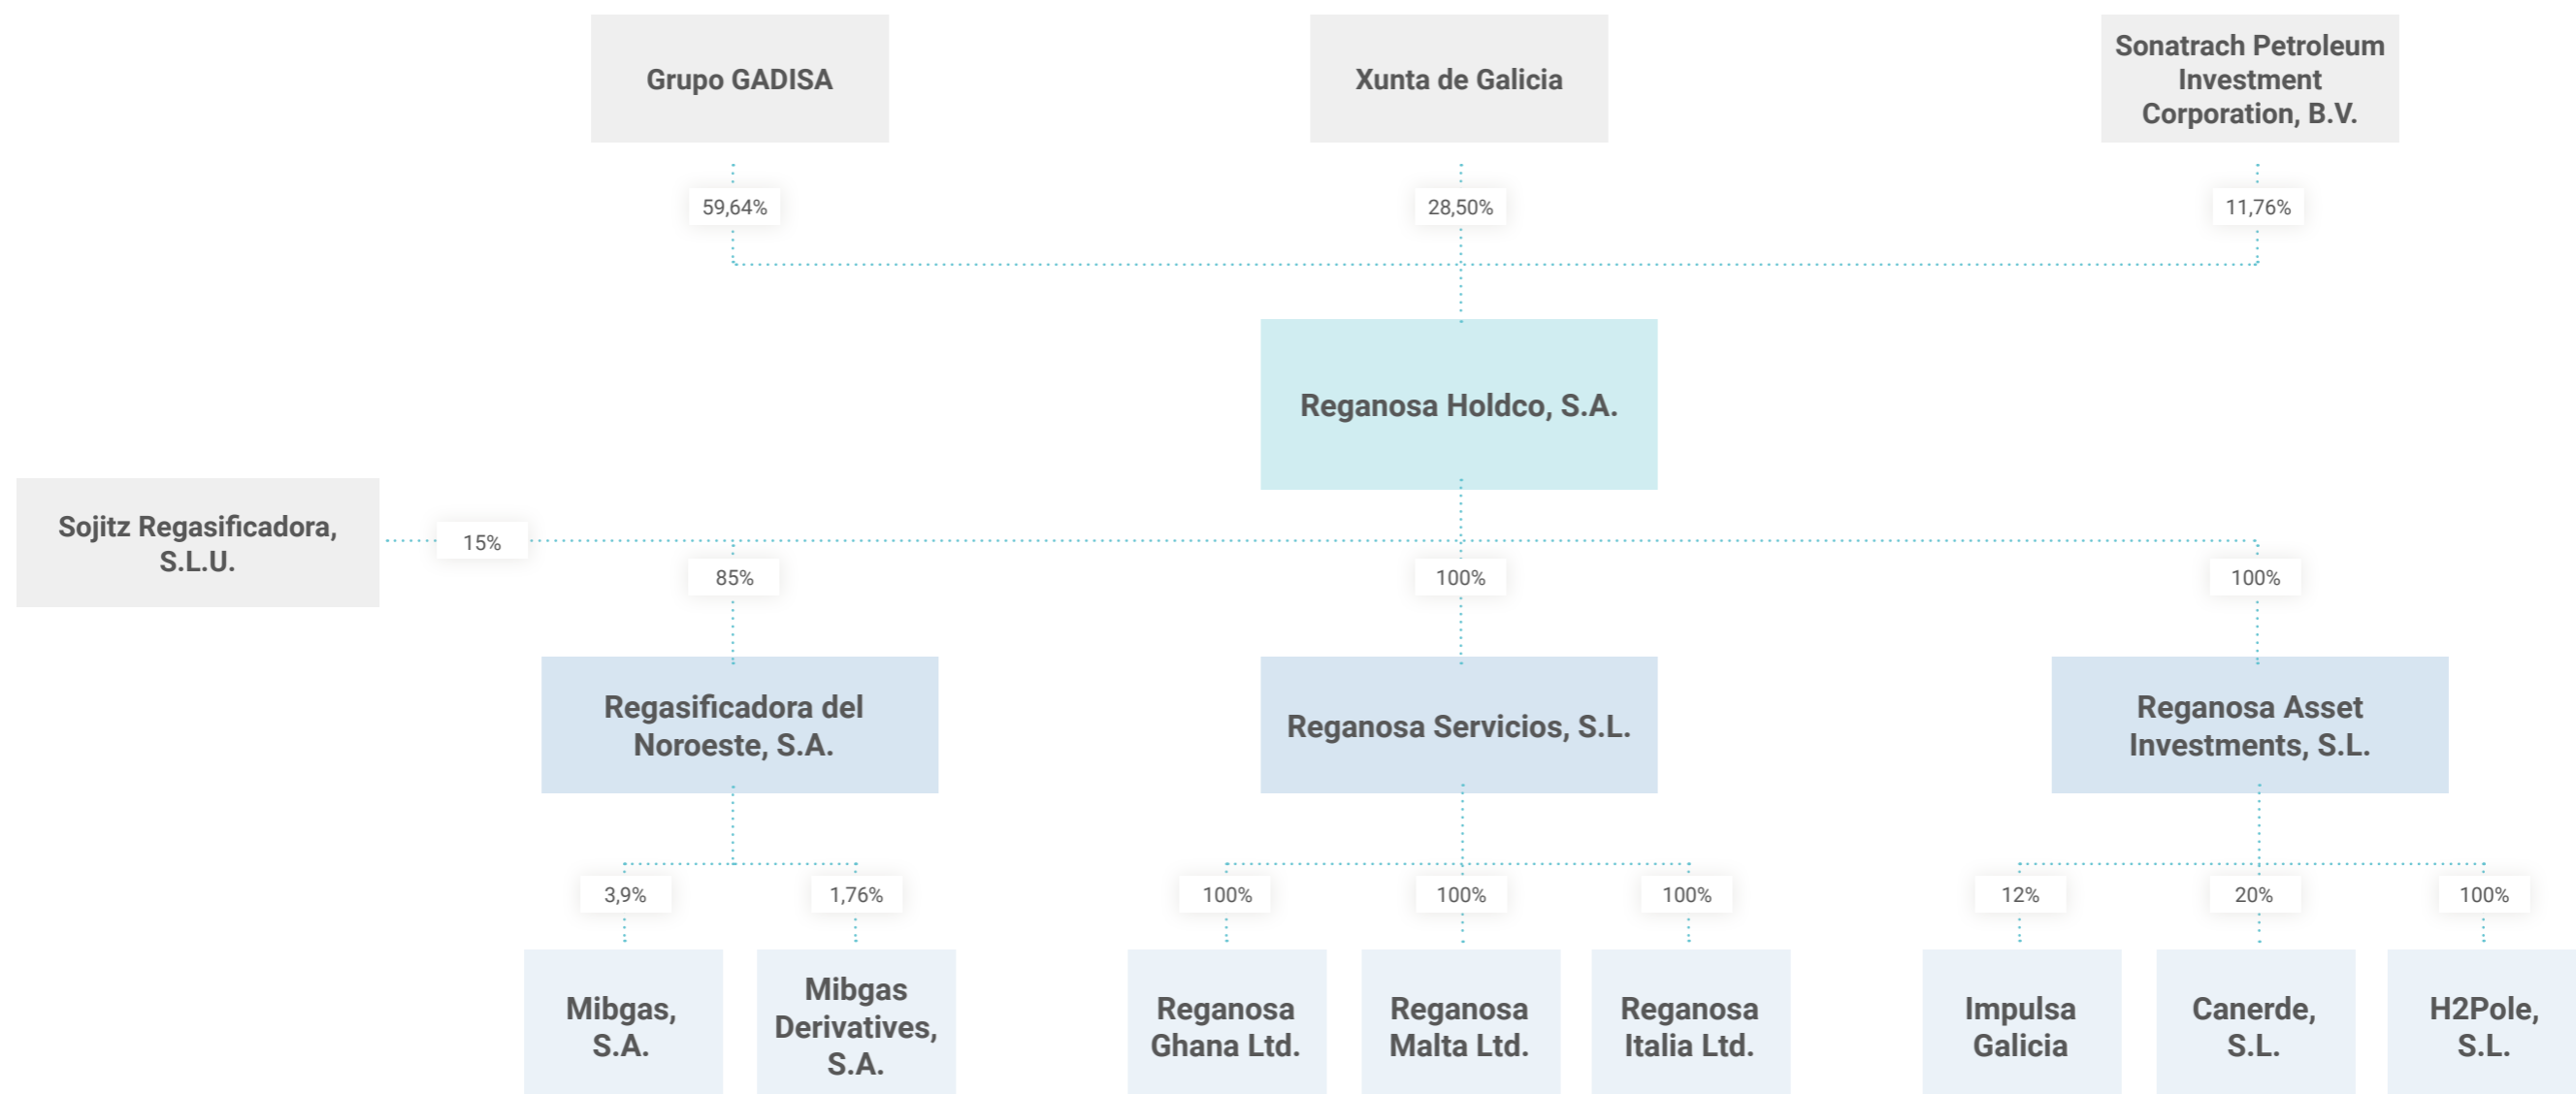 Grupo GADISA
Xunta de Galicia
Sonatrach Petroleum
Investment
Corporation, B.V.
59,64%
28,50%
11,76%
Reganosa Holdco, S.A.
Sojitz Regasificadora,
S.L.U.
15%
85%
100%
100%
Regasificadora del
Noroeste, S.A.
Reganosa Servicios, S.L.
Reganosa Asset
Investments, S.L.
3,9%
1,76%
100%
100%
100%
12%
20%
100%
Mibgas,
S.A.
Mibgas
Derivatives,
S.A.
Reganosa
Ghana Ltd.
Reganosa
Malta Ltd.
Reganosa
Italia Ltd.
Impulsa
Galicia
Canerde,
S.L.
H2Pole,
S.L.